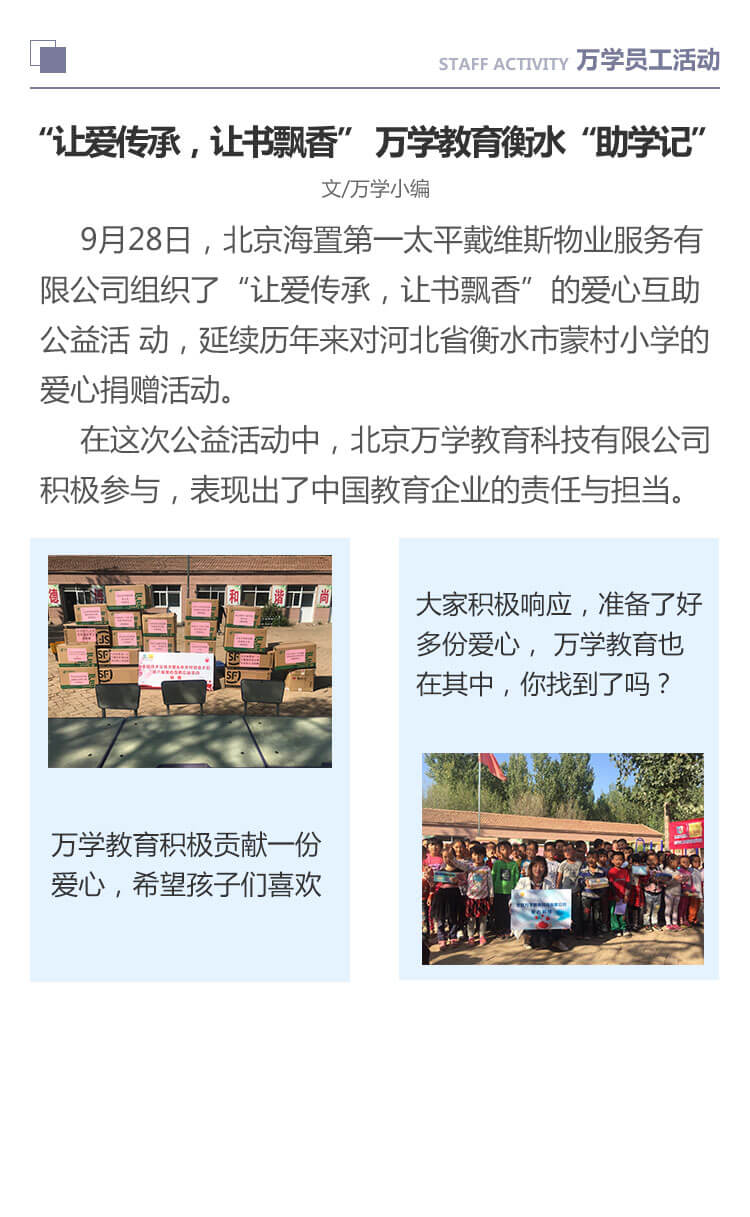 STAFF ACTIVITY 万学员工活动
“让爱传承，让书飘香” 万学教育衡水“助学记”
文/万学小编
9月28日，北京海置第一太平戴维斯物业服务有
限公司组织了“让爱传承，让书飘香”的爱心互助
公益活 动，延续历年来对河北省衡水市蒙村小学的
爱心捐赠活动。
在这次公益活动中，北京万学教育科技有限公司
积极参与，表现出了中国教育企业的责任与担当。
德
和 谐 尚
SF
SF
SF
SF
万学教育积极贡献一份
爱心，希望孩子们喜欢
大家积极响应，准备了好
多份爱心， 万学教育也
在其中，你找到了吗？